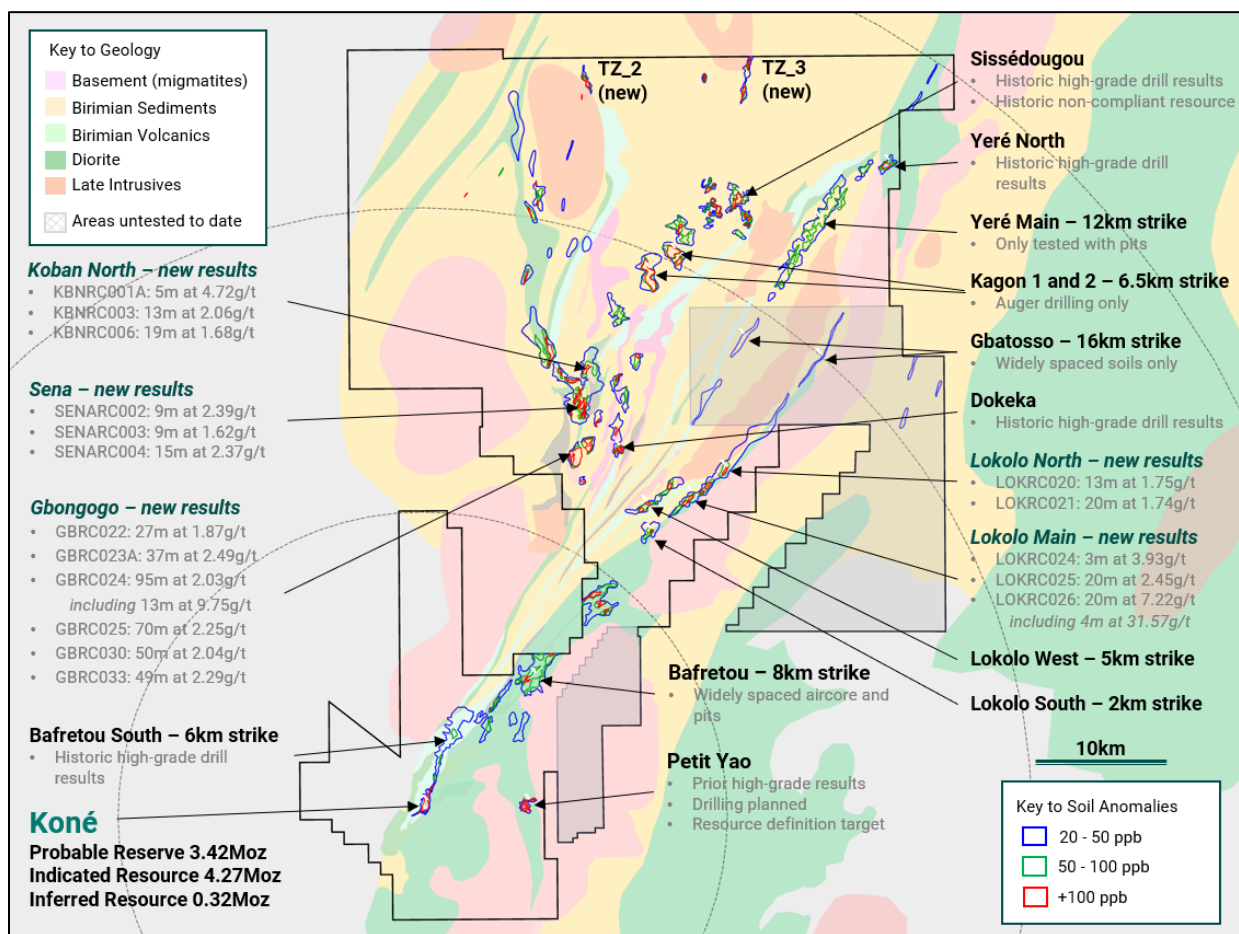 Key to Geology
Basement (migmatites)
Birimian Sediments
Birimian Volcanics
Diorite
Late Intrusives
Areas untested to date
Koban North – new results
• KBNRC001A: 5m at 4.72g/t
• KBNRC003: 13m at 2.06g/t
• KBNRC006: 19m at 1.68g/t
Sena – new results
• SENARC002: 9m at 2.39g/t
• SENARC003: 9m at 1.62g/t
• SENARC004: 15m at 2.37g/t
Gbongogo – new results
• GBRC022: 27m at 1.87g/t
• GBRC023A: 37m at 2.49g/t
• GBRC024: 95m at 2.03g/t
including 13m at 9.75g/t
• GBRC025: 70m at 2.25g/t
• GBRC030: 50m at 2.04g/t
• GBRC033: 49m at 2.29g/t
Bafretou South – 6km strike
• Historic high-grade drill
results
Koné
Probable Reserve 3.42Moz
Indicated Resource 4.27Moz
Inferred Resource 0.32Moz
TZ_2
(new)
TZ_3
(new)
Sissédougou
• Historic high-grade drill results
• Historic non-compliant resource
Yeré North
• Historic high-grade drill
results
Yeré Main – 12km strike
• Only tested with pits
Kagon 1 and 2 – 6.5km strike
• Auger drilling only
Gbatosso – 16km strike
• Widely spaced soils only
Dokeka
• Historic high-grade drill results
Lokolo North – new results
• LOKRC020: 13m at 1.75g/t
• LOKRC021: 20m at 1.74g/t
Lokolo Main – new results
• LOKRC024: 3m at 3.93g/t
• LOKRC025: 20m at 2.45g/t
• LOKRC026: 20m at 7.22g/t
including 4m at 31.57g/t
Lokolo West – 5km strike
Lokolo South – 2km strike
Bafretou – 8km strike
• Widely spaced aircore and
pits
Petit Yao
• Prior high-grade results
• Drilling planned
• Resource definition target
10km
Key to Soil Anomalies
20 - 50 ppb
50 - 100 ppb
+100 ppb